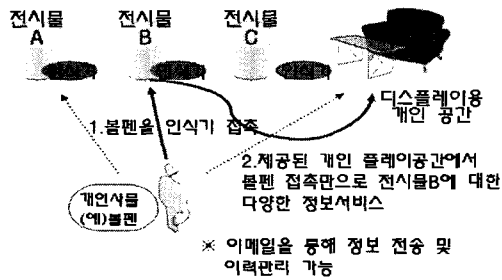 전시물
A
전시물
B
전시물
C
디스플레이용
개인 공간
1.볼펜을 인식기 접촉
2.제공된 개인 플레이공간에서
볼펜 접촉만으로 전시물B에 대한
다양한 정보서비스
개인사물
(예)볼펜
※ 이메일을 통해 정보 전송 및
이력관리 가능